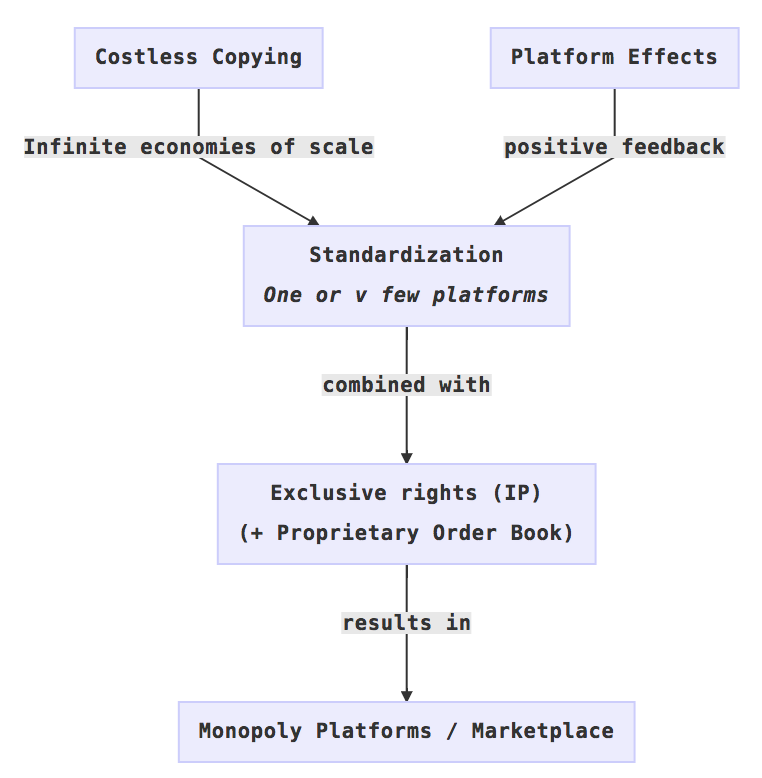 Costless Copying
Platform Effects
Infinite economies of scale
positive feedback
Standardization
One or v few platforms
combined with
Exclusive rights (IP)
(+ Proprietary Order Book)
results in
Monopoly Platforms / Marketplace